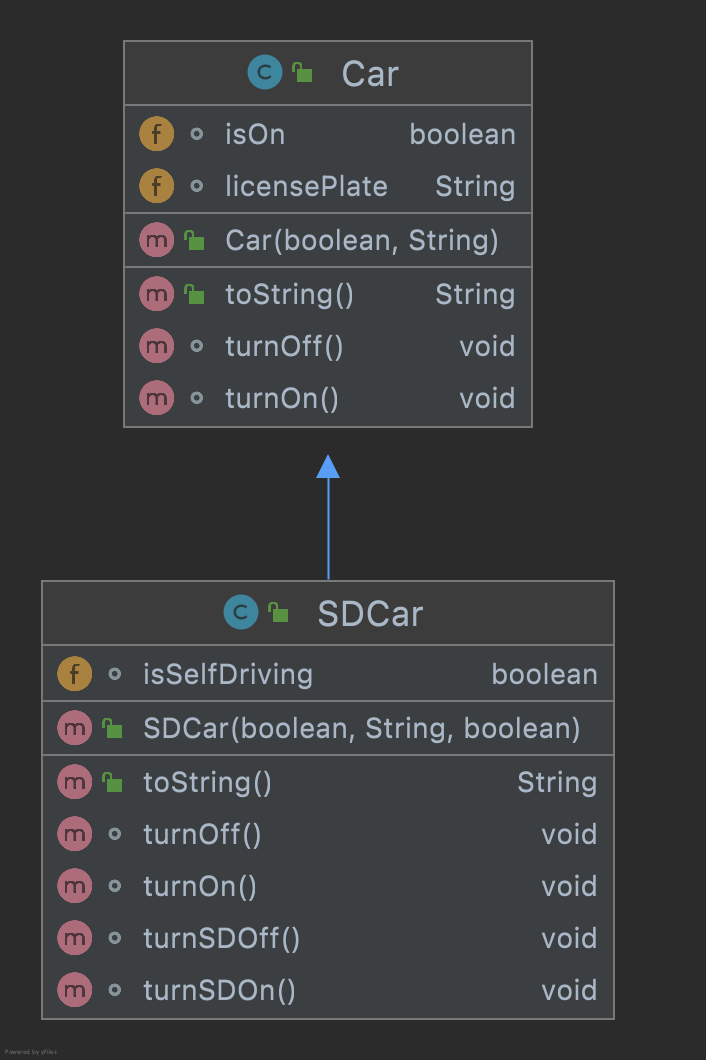 C Car
f isOn boolean
f licensePlate String
m Car(boolean, String)
m toString() String
m turnOff() void
m turnOn() void
C SDCar
f isSelfDriving boolean
m SDCar(boolean, String, boolean)
m toString() String
m turnOff() void
m turnOn() void
m turnSDOff() void
m turnSDOn() void
Powered by yFiles